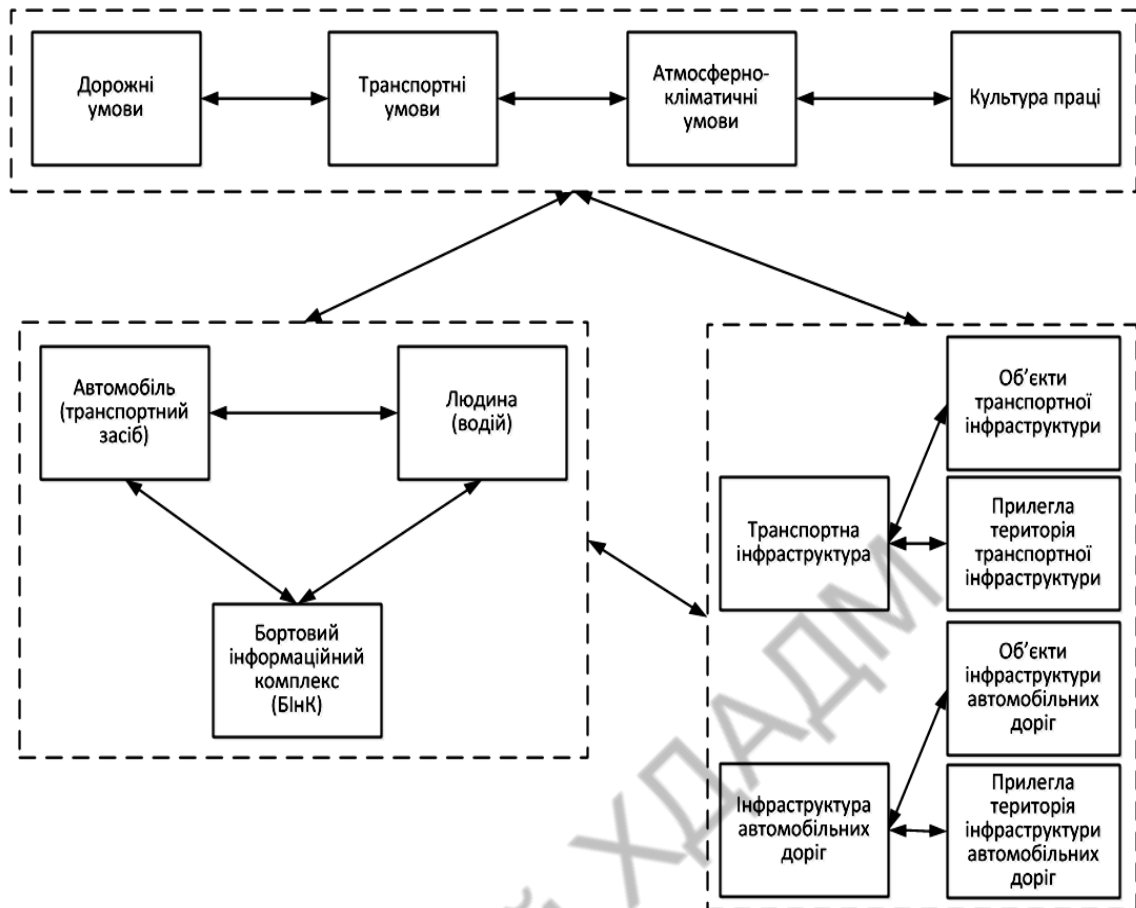 Дорожні
умови
Транспортні
умови
Атмосферно-
кліматичні
умови
Культура праці
Автомобіль
(транспортний
засіб)
Людина
(водій)
Бортовий
інформаційний
комплекс
(БІнК)
Об’єкти
транспортної
інфраструктури
Транспортна
інфраструктура
Прилегла
територія
транспортної
інфраструктури
Об’єкти
інфраструктури
автомобільних
доріг
Інфраструктура
автомобільних
доріг
Прилегла
територія
інфраструктури
автомобільних
доріг
Й ХДАДМ